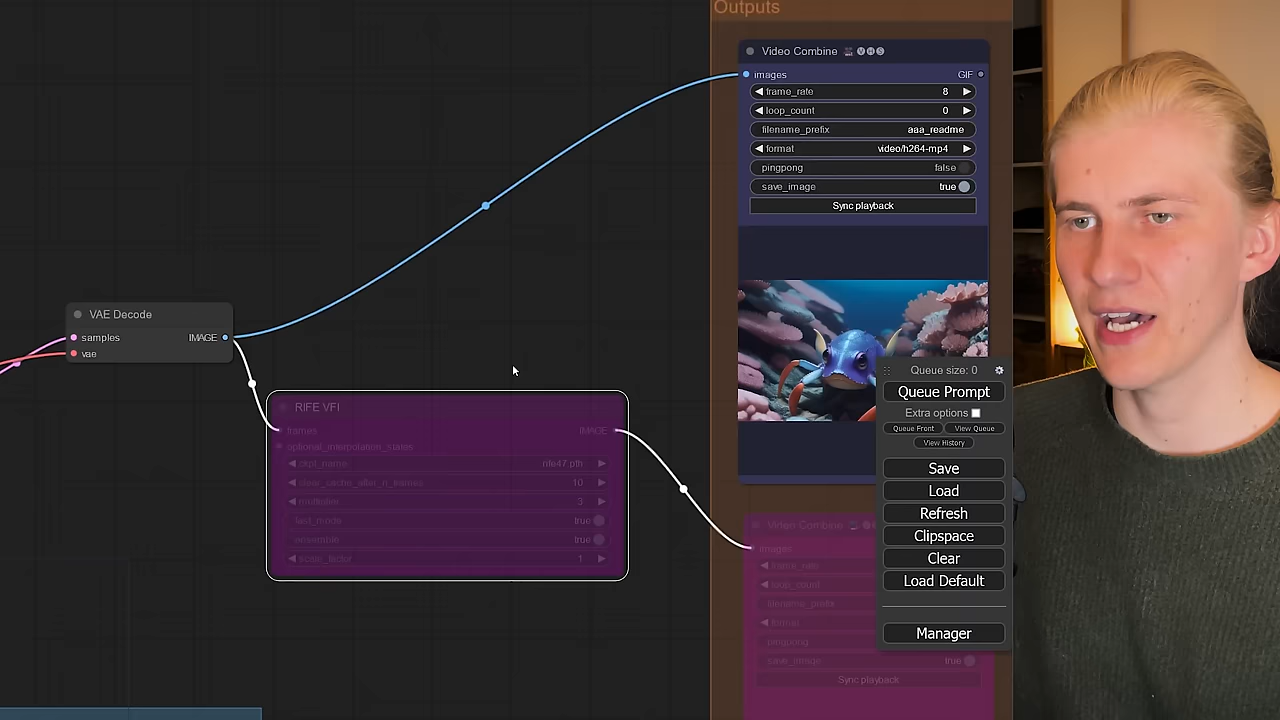 Outputs
Video Combine VHS
images GIF
frame_rate 8
loop_count 0
filename_prefix aaa_readme
format video/h264-mp4
pingpong false
save_image true
Sync playback
VAE Decode
samples IMAGE
vae
RIFE VFI
frames IMAGE
optional_interpolation_states
ckpt_name rife47.pth
clear_cache_after_n_frames 10
multiplier 3
fast_mode true
ensemble true
scale_factor 1
Queue size: 0
Queue Prompt
Extra options
Queue Front View Queue
View History
Save
Load
Refresh
Clipspace
Clear
Load Default
Manager
Video Combine
images
frame_rate
loop_count
filename_prefix
format
pingpong
save_image true
Sync playback